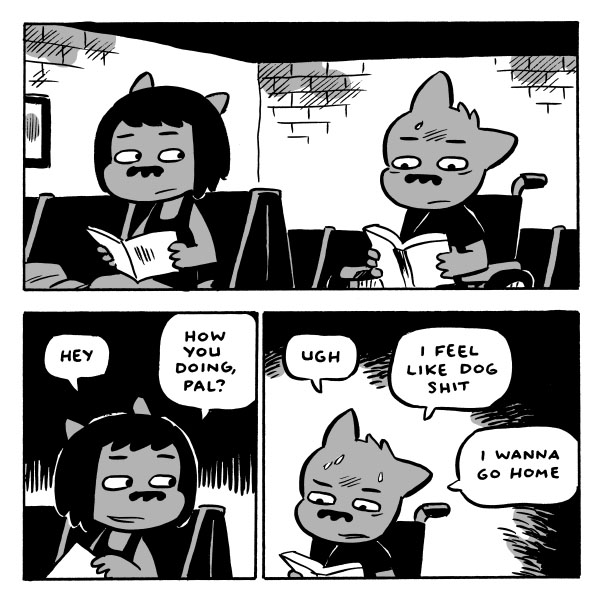 HEY
HOW
YOU
DOING,
PAL?
UGH
I FEEL
LIKE DOG
SHIT
I WANNA
GO HOME